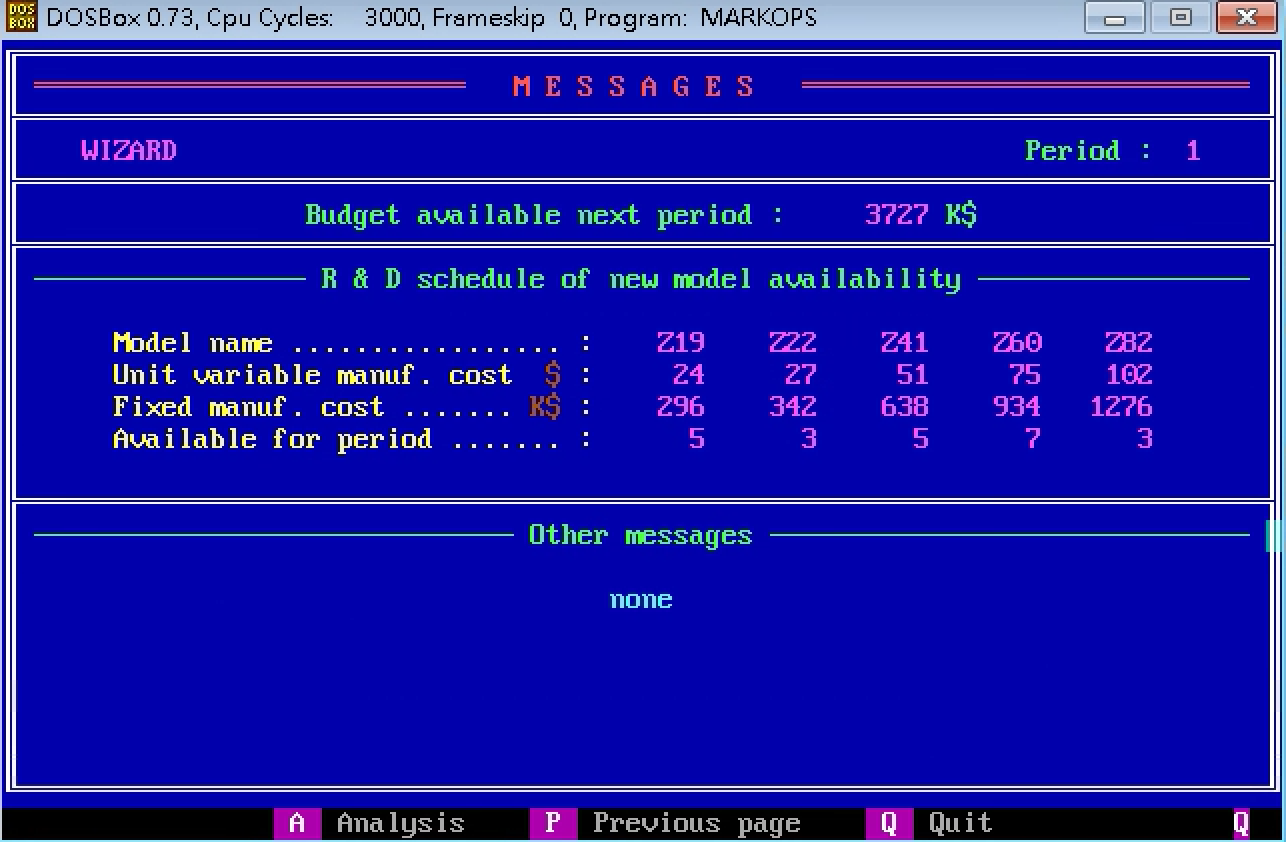 DOS BOX DOSBox 0.73, Cpu Cycles: 3000, Frameskip 0, Program: MARKOPS
M E S S A G E S
WIZARD Period : 1
Budget available next period : 3727 K$
R & D schedule of new model availability
Model name ................. : Z19 Z22 Z41 Z60 Z82
Unit variable manuf. cost $ : 24 27 51 75 102
Fixed manuf. cost ....... K$ : 296 342 638 934 1276
Available for period ....... : 5 3 5 7 3
Other messages
none
A Analysis P Previous page Q Quit Q